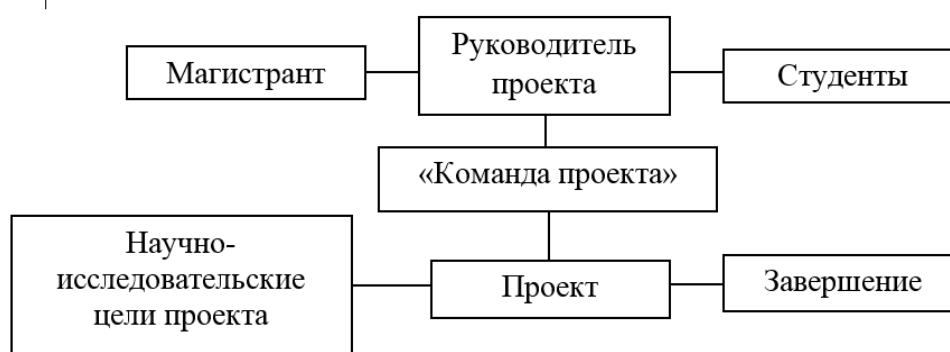 Руководитель
проекта
Магистрант
Студенты
«Команда проекта»
Научно-
исследовательские
цели проекта
Проект
Завершение